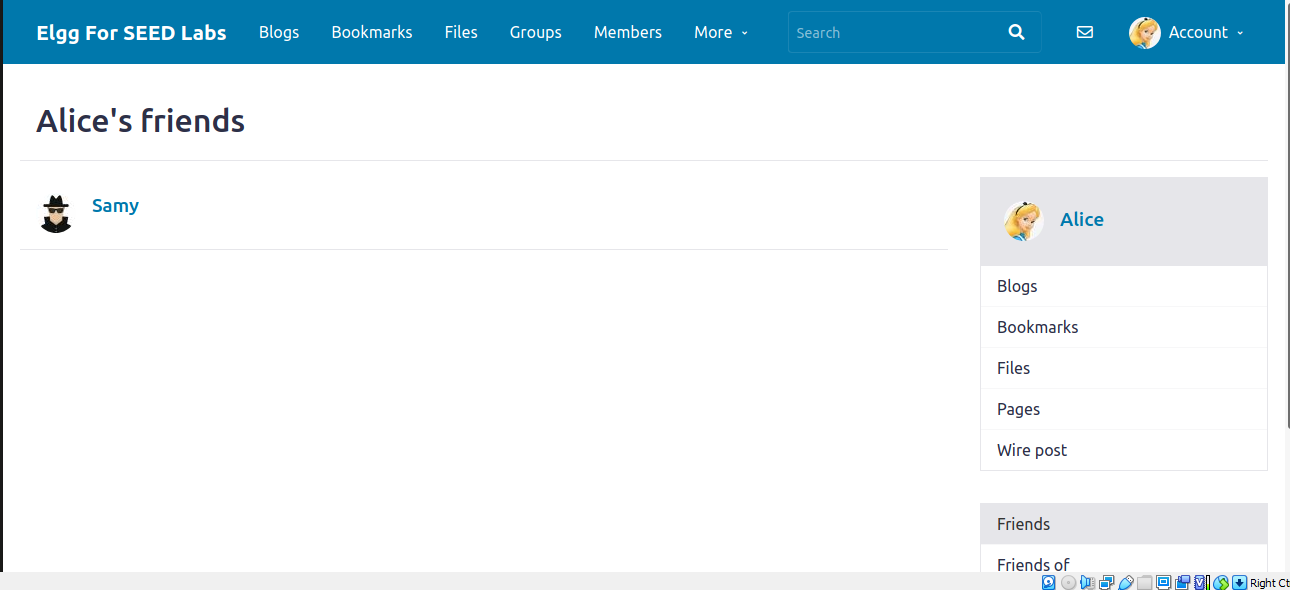 Elgg For SEED Labs Blogs Bookmarks Files Groups Members More Search Account
Alice's friends
Samy
Alice
Blogs
Bookmarks
Files
Pages
Wire post
Friends
Friends of
Right Ct